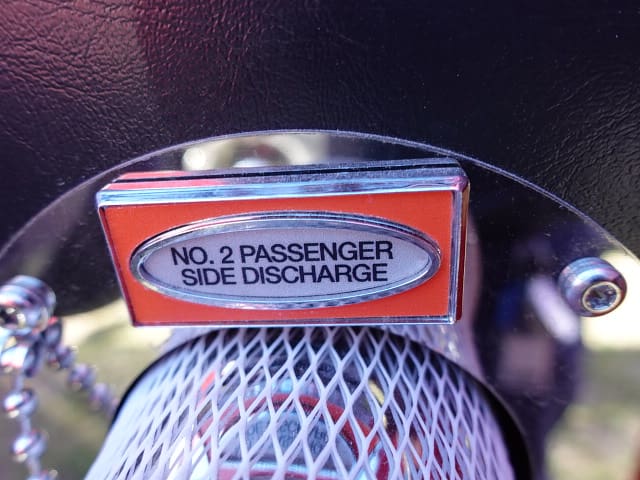 NO. 2 PASSENGER
SIDE DISCHARGE